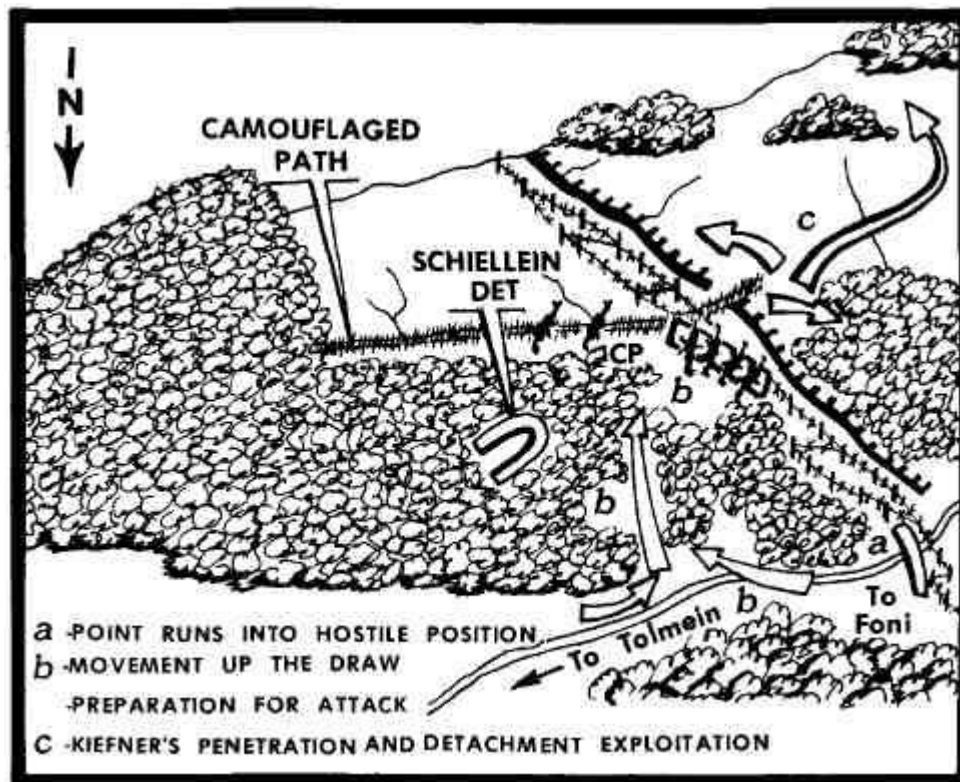 N
CAMOUFLAGED
PATH
c
SCHIELLEIN
DET
CP
b
b
a
b
To
Foni
To Tolmein
a -POINT RUNS INTO HOSTILE POSITION
b -MOVEMENT UP THE DRAW
-PREPARATION FOR ATTACK
C -KIEFNER'S PENETRATION AND DETACHMENT EXPLOITATION